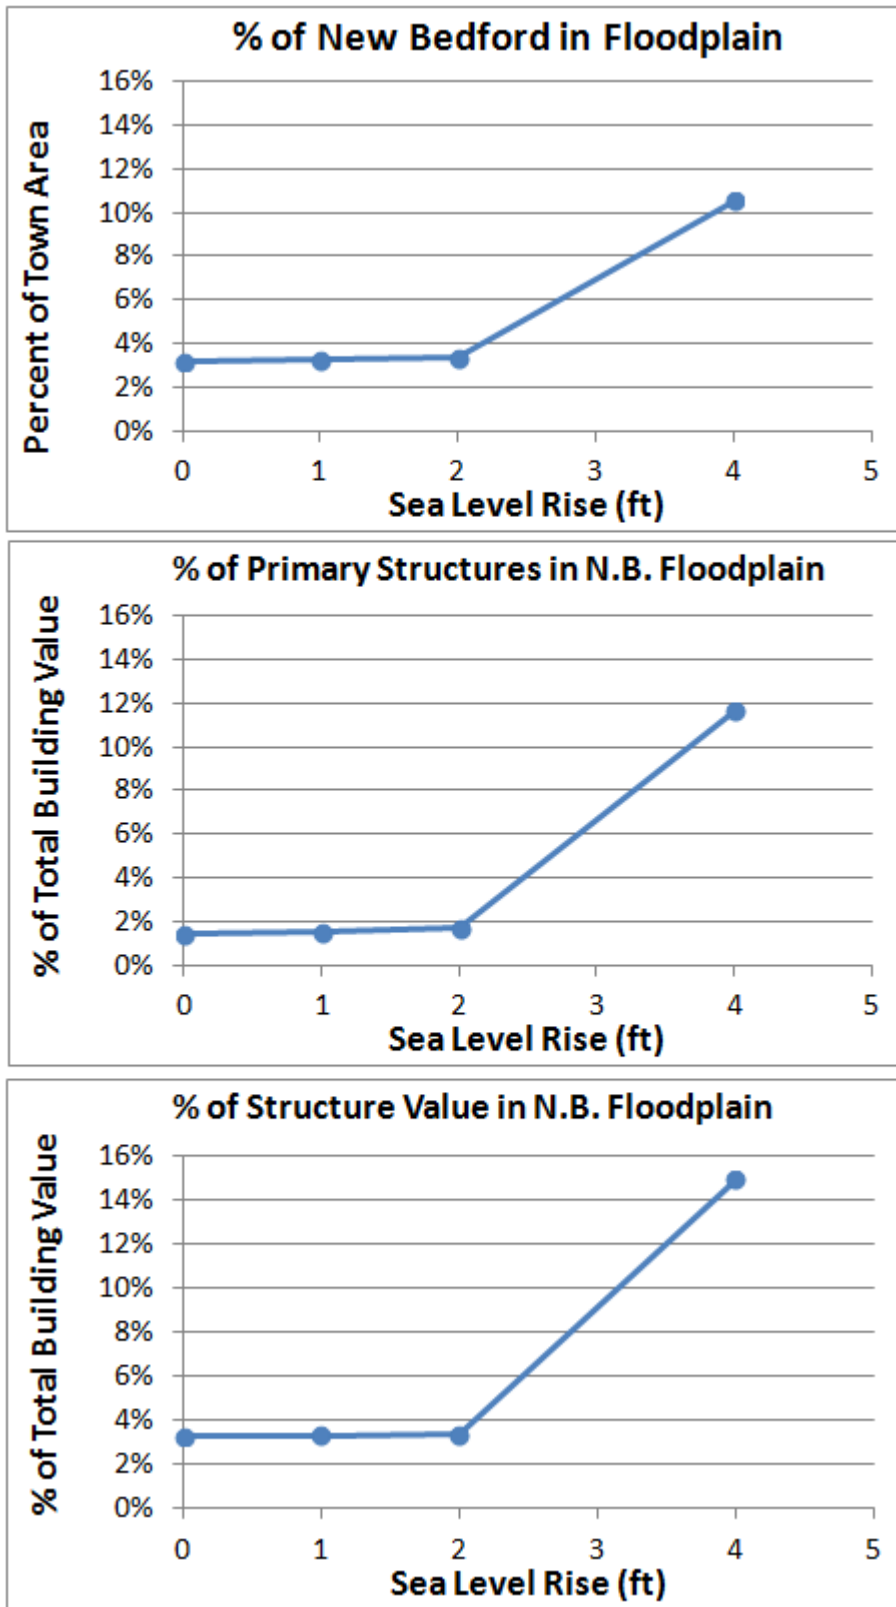 % of New Bedford in Floodplain
Percent of Town Area
16%
14%
12%
10%
8%
6%
4%
2%
0%
0 1 2 3 4 5
Sea Level Rise (ft)
% of Primary Structures in N.B. Floodplain
% of Total Building Value
16%
14%
12%
10%
8%
6%
4%
2%
0%
0 1 2 3 4 5
Sea Level Rise (ft)
% of Structure Value in N.B. Floodplain
% of Total Building Value
16%
14%
12%
10%
8%
6%
4%
2%
0%
0 1 2 3 4 5
Sea Level Rise (ft)